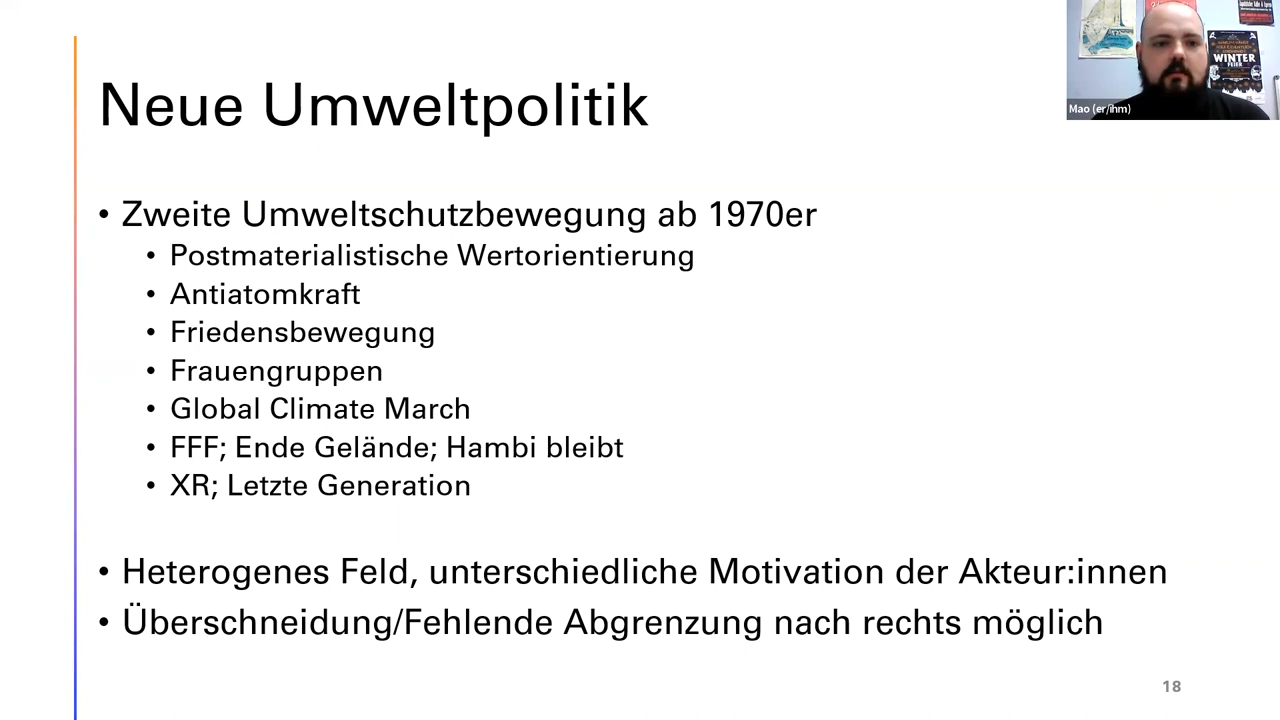 Neue Umweltpolitik
• Zweite Umweltschutzbewegung ab 1970er
• Postmaterialistische Wertorientierung
• Antiatomkraft
• Friedensbewegung
• Frauengruppen
• Global Climate March
• FFF; Ende Gelände; Hambi bleibt
• XR; Letzte Generation
• Heterogenes Feld, unterschiedliche Motivation der Akteur:innen
• Überschneidung/Fehlende Abgrenzung nach rechts möglich
18
WINTER
FEIER
Mao (er/ihm)